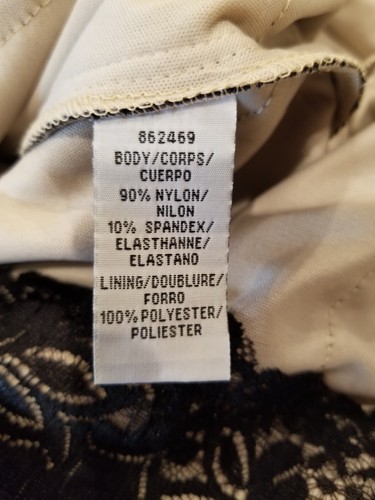 862469
BODY/CORPS/
CUERPO
90% NYLON/
NILON
10% SPANDEX/
ELASTHANNE/
ELASTANO
LINING/DOUBLURE/
FORRO
100% POLYESTER/
POLIESTER